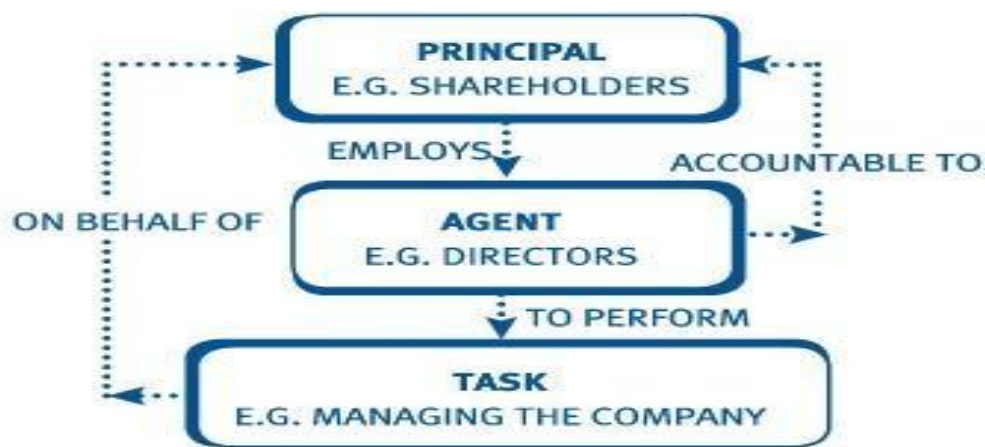 PRINCIPAL
E.G. SHAREHOLDERS
EMPLOYS
ACCOUNTABLE TO
ON BEHALF OF
AGENT
E.G. DIRECTORS
TO PERFORM
TASK
E.G. MANAGING THE COMPANY